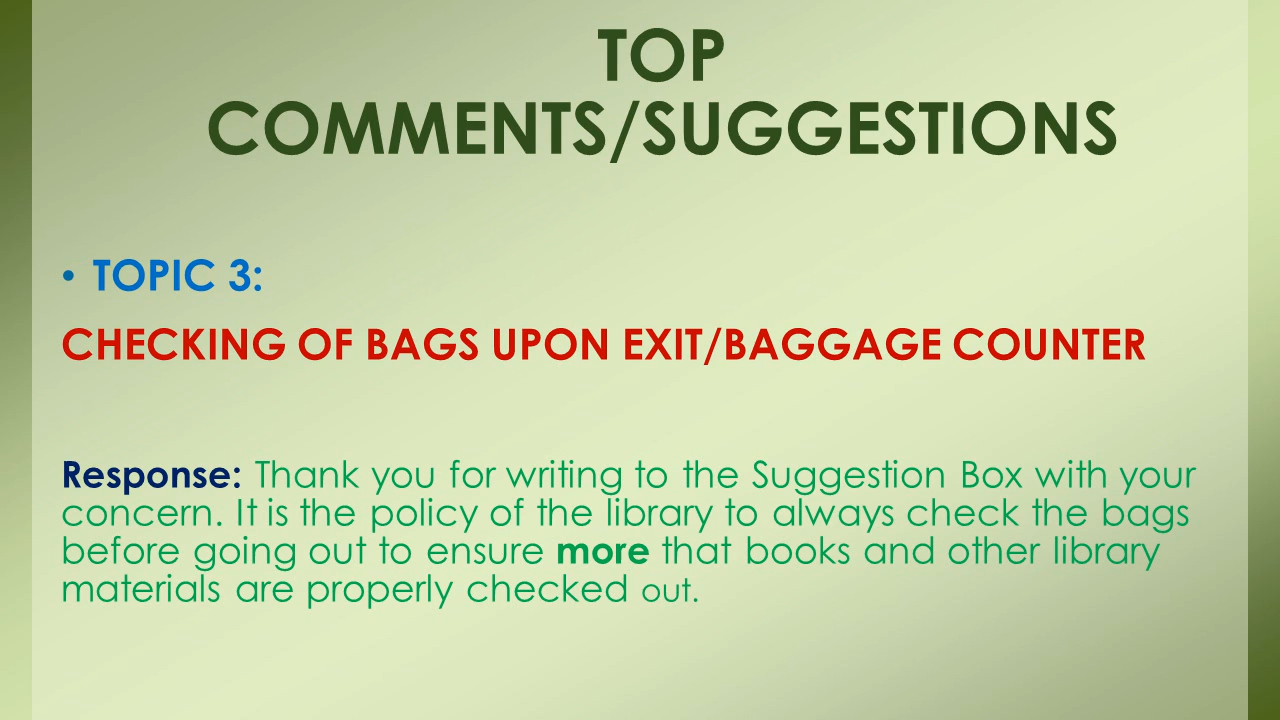 TOP
COMMENTS/SUGGESTIONS
• TOPIC 3:
CHECKING OF BAGS UPON EXIT/BAGGAGE COUNTER
Response: Thank you for writing to the Suggestion Box with your
concern. It is the policy of the library to always check the bags
before going out to ensure more that books and other library
materials are properly checked out.